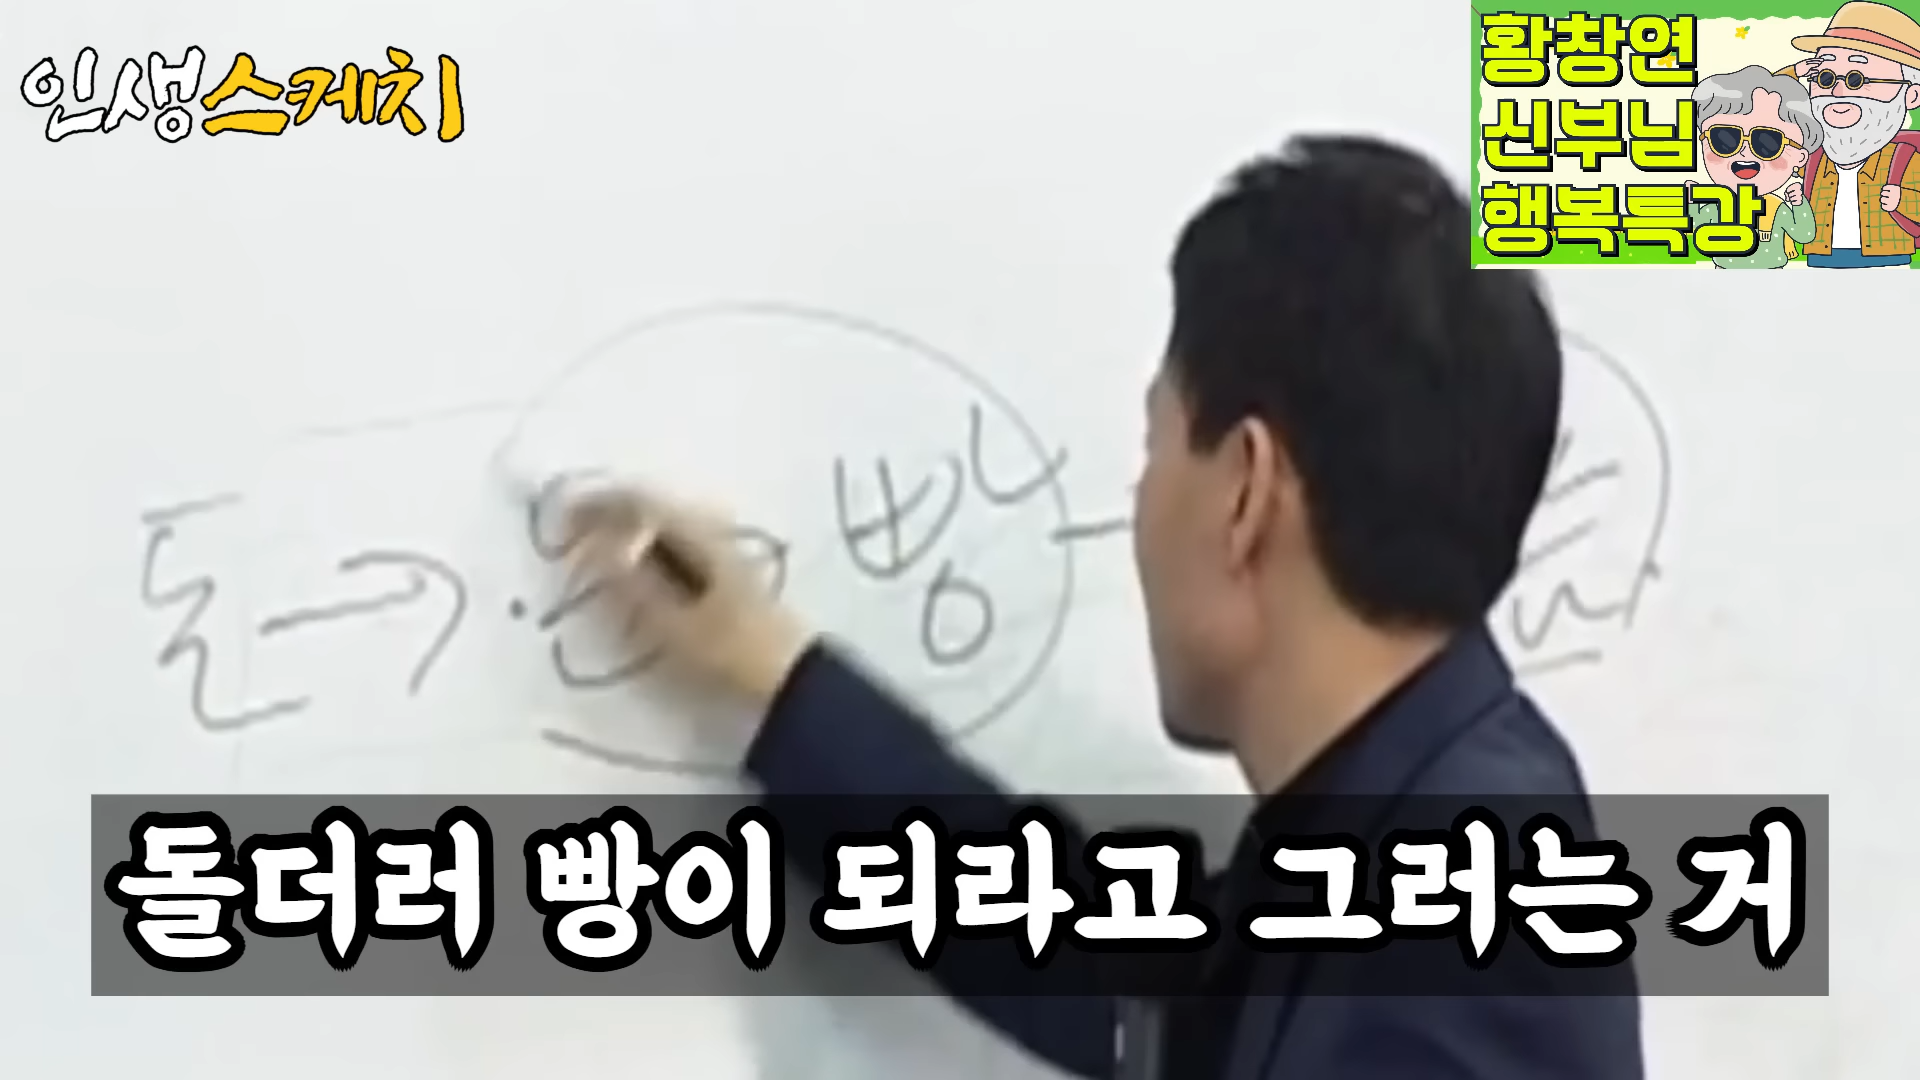 인생스케치
황창연
신부님
행복특강
돌 → 빵
돌더러 빵이 되라고 그러는 거